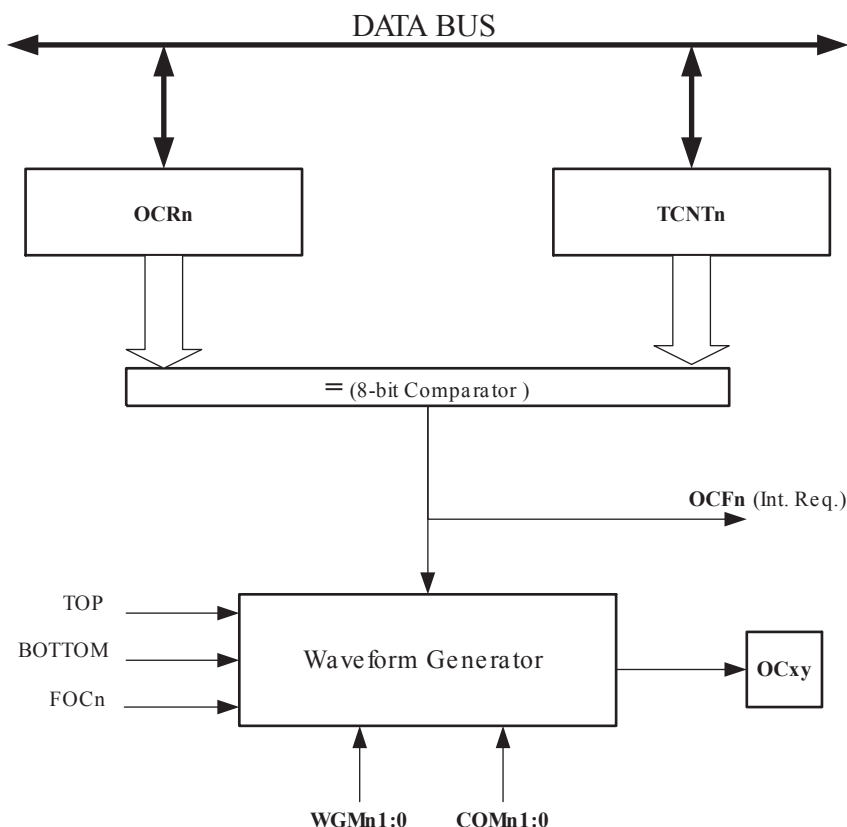 DATA BUS
OCRn
TCNTn
= (8-bit Comparator )
OCFn (Int. Req.)
TOP
BOTTOM
FOCn
Waveform Generator
OCxy
WGMn1:0
COMn1:0